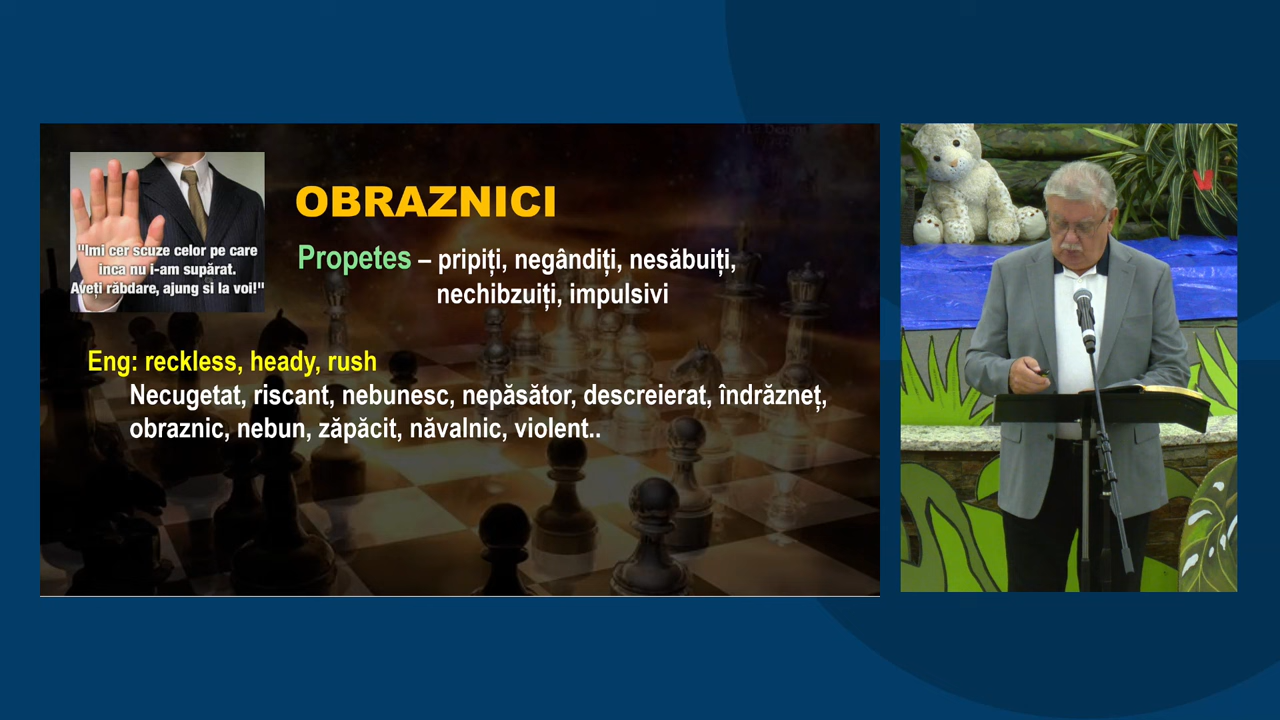 OBRAZNICI
"Imi cer scuze celor pe care
inca nu i-am supărat.
Aveți răbdare, ajung si la voi!"
Propetes – pripiți, negândiți, nesăbuiți,
nechibzuiți, impulsivi
Eng: reckless, heady, rush
Necugetat, riscant, nebunesc, nepăsător, descreierat, îndrăzneț,
obraznic, nebun, zăpăcit, năvalnic, violent..